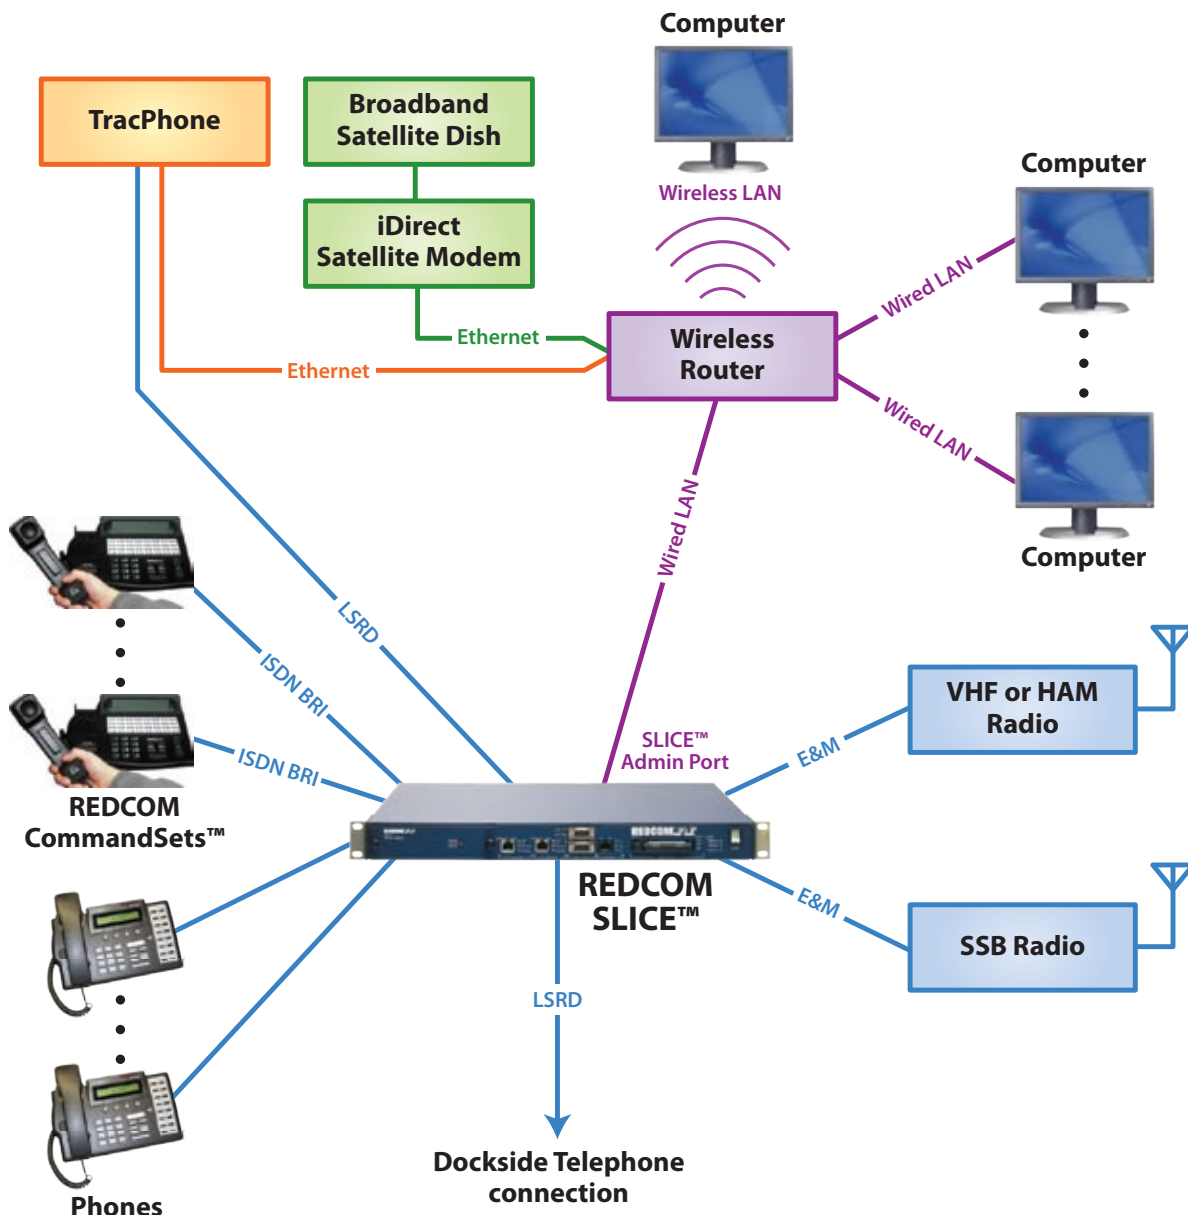 Computer
TracPhone
Broadband
Satellite Dish
iDirect
Satellite Modem
Wireless LAN
Computer
Wired LAN
Ethernet
Wireless
Router
Ethernet
Wired LAN
Wired LAN
Computer
LSRD
ISDN BRI
ISDN BRI
REDCOM
CommandSets™
SLICE™
Admin Port
E&M
VHF or HAM
Radio
REDCOM
REDCOM
SLICE™
E&M
SSB Radio
LSRD
Dockside Telephone
connection
Phones